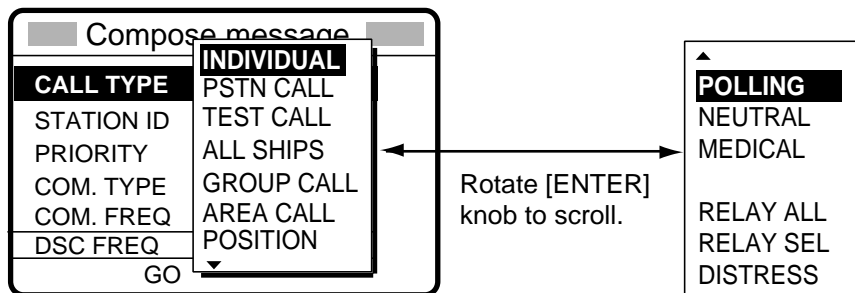 Compose message
CALL TYPE
STATION ID
PRIORITY
COM. TYPE
COM. FREQ
DSC FREQ
GO
INDIVIDUAL
PSTN CALL
TEST CALL
ALL SHIPS
GROUP CALL
AREA CALL
POSITION
Rotate [ENTER]
knob to scroll.
POLLING
NEUTRAL
MEDICAL
RELAY ALL
RELAY SEL
DISTRESS